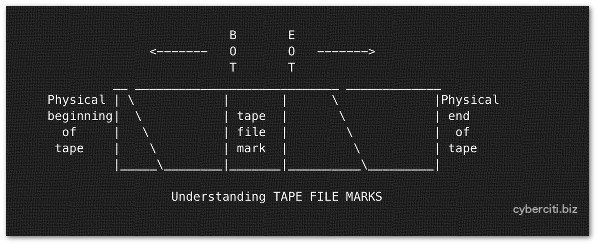 B E
<------- O O ------->
T T
Physical Physical
beginning tape end
of file of
tape mark tape
Understanding TAPE FILE MARKS
cyberciti.biz